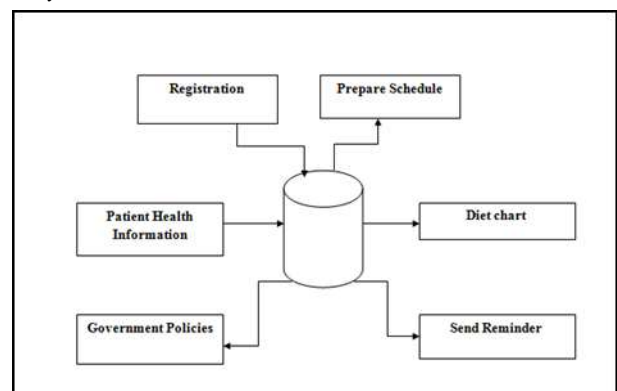 Registration
Prepare Schedule
Patient Health
Information
Diet chart
Government Policies
Send Reminder